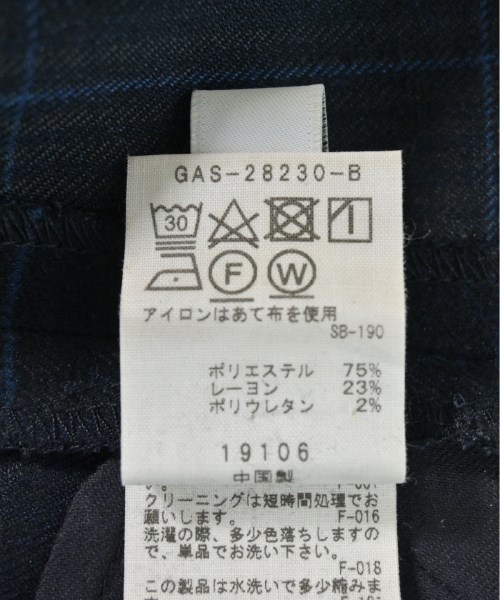 GAS-28230-B
30
F
W
アイロンはあて布を使用
SB-190
ポリエステル 75%
レーヨン 23%
ポリウレタン 2%
19106
中国製
クリーニングは短時間処理でお
願いします。 F-016
洗濯の際、多少色落ちしますの
で、単品でお洗い下さい。
F-018
この製品は水洗いで多少縮みま